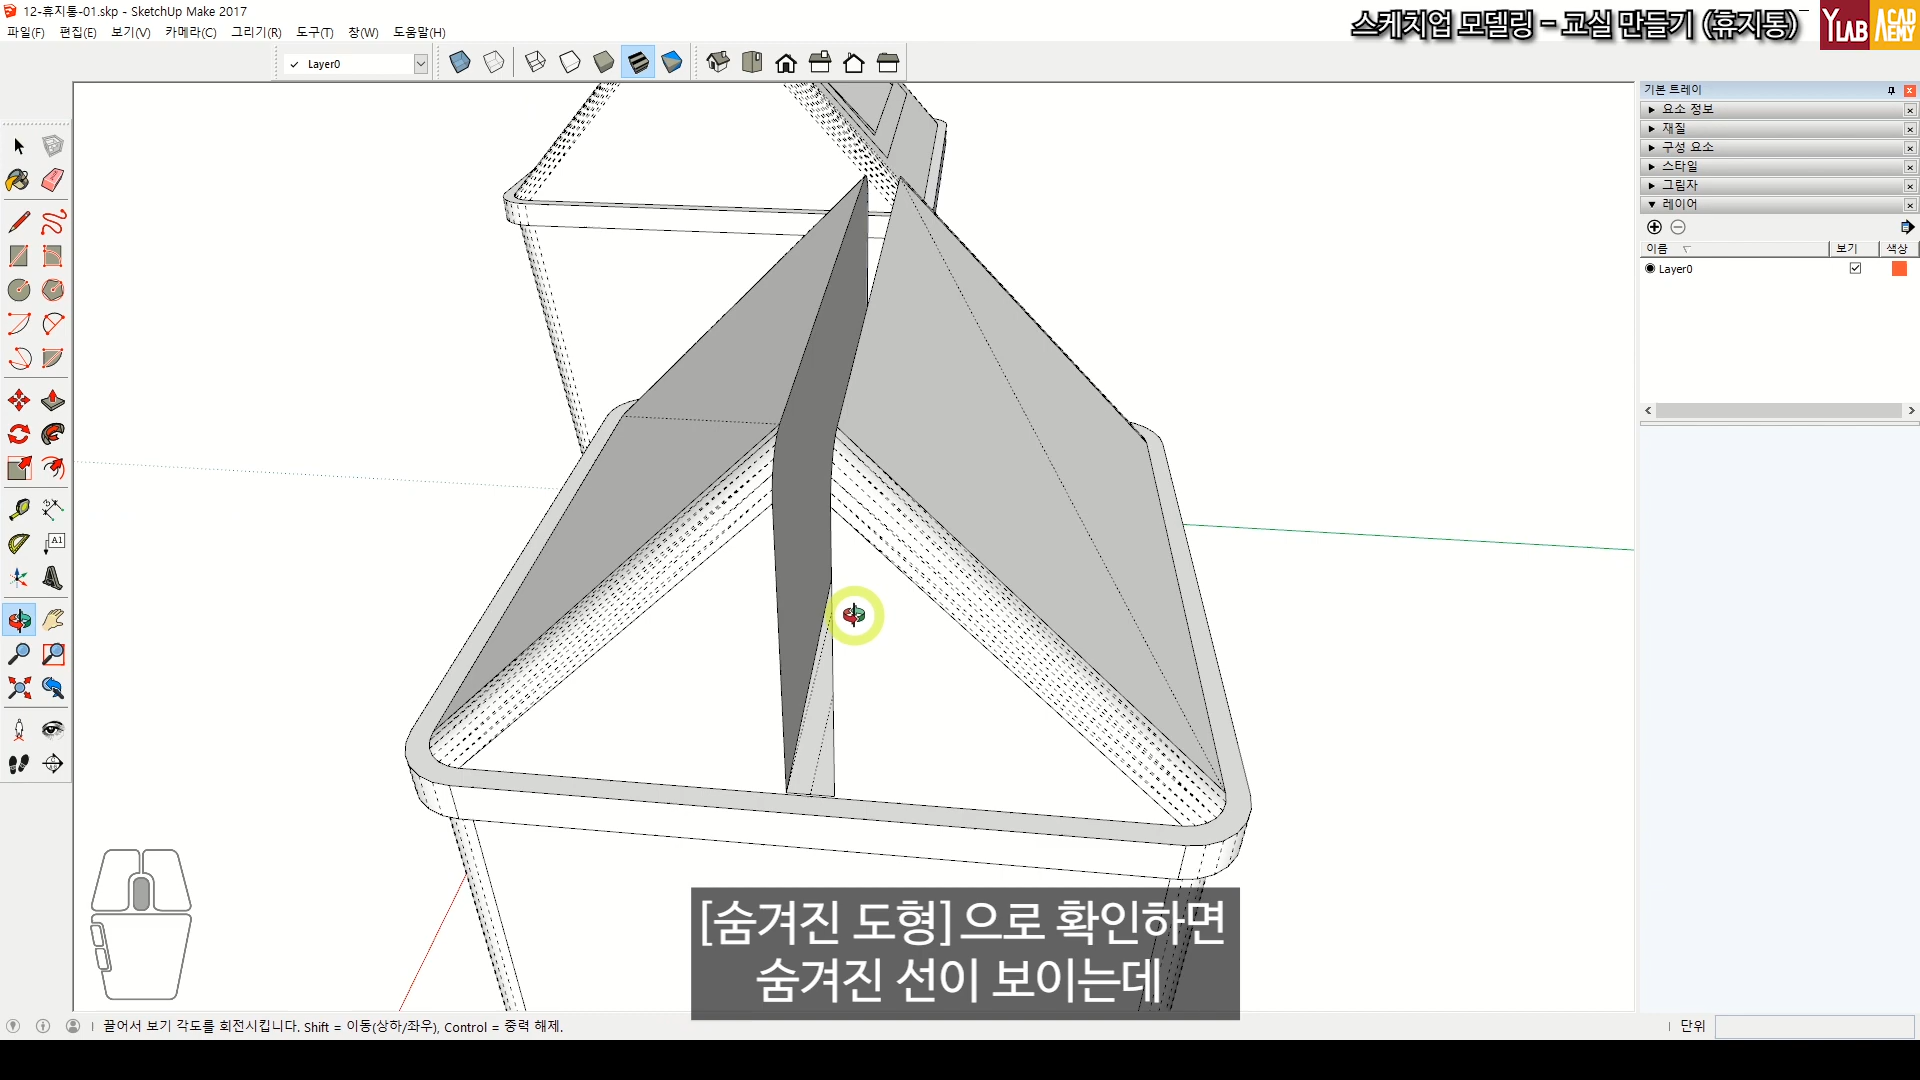 12-휴지통-01.skp - SketchUp Make 2017
파일(F) 편집(E) 보기(V) 카메라(C) 그리기(R) 도구(T) 창(W) 도움말(H)
스케치업 모델링 - 교실 만들기 (휴지통)
YLAB ACADEMY
Layer0
기본 트레이
요소 정보
재질
구성 요소
스타일
그림자
레이어
이름 보기 색상
Layer0
A1
[숨겨진 도형]으로 확인하면
숨겨진 선이 보이는데
끌어서 보기 각도를 회전시킵니다. Shift = 이동(상하/좌우), Control = 중력 해제.
단위